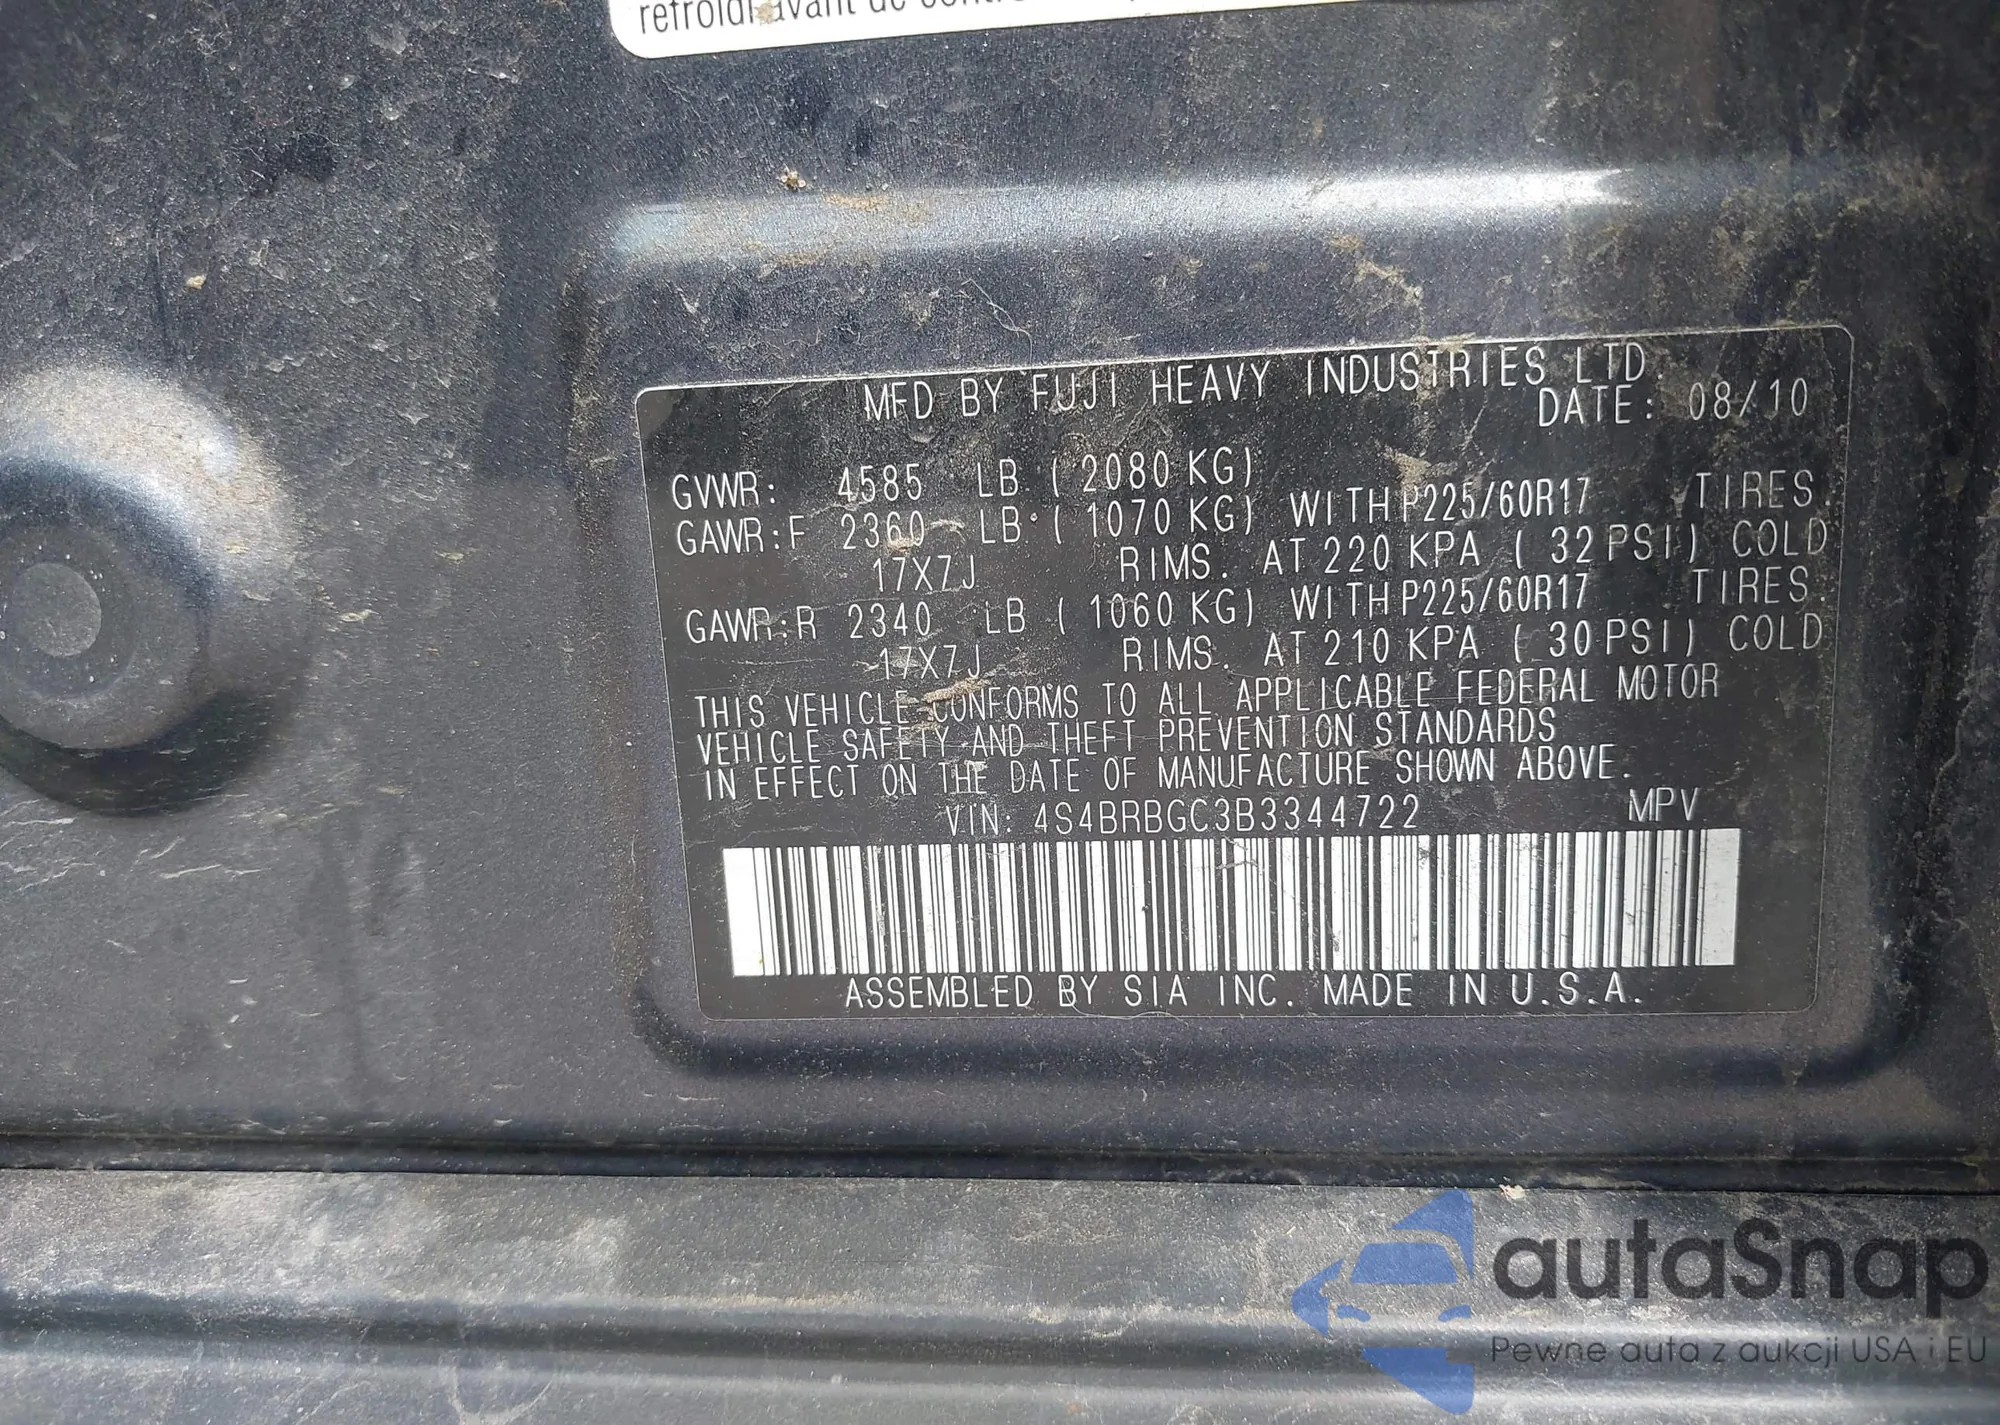 refroidi avant de
MFD BY FUJI HEAVY INDUSTRIES LTD.
DATE: 08/10
GVWR: 4585 LB ( 2080 KG)
GAWR:F 2360 LB ( 1070 KG) WITH P225/60R17 TIRES.
17X7J RIMS. AT 220 KPA ( 32 PSI) COLD
GAWR:R 2340 LB ( 1060 KG) WITH P225/60R17 TIRES.
17X7J RIMS. AT 210 KPA ( 30 PSI) COLD
THIS VEHICLE CONFORMS TO ALL APPLICABLE FEDERAL MOTOR
VEHICLE SAFETY AND THEFT PREVENTION STANDARDS
IN EFFECT ON THE DATE OF MANUFACTURE SHOWN ABOVE.
VIN: 4S4BRBGC3B3344722 MPV
ASSEMBLED BY SIA INC. MADE IN U.S.A.
autaSnap
Pewne auta z aukcji USA i EU